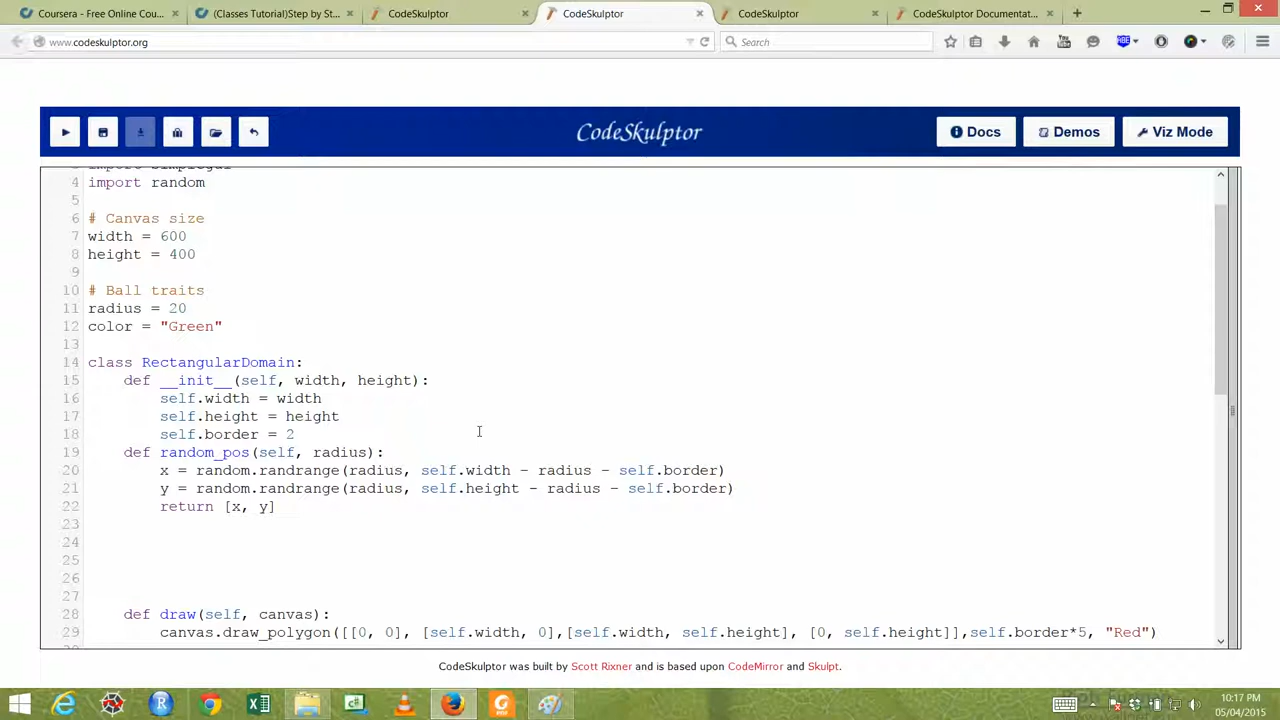 Coursera - Free Online Cou...
(Classes Tutorial)Step by St...
CodeSkulptor
CodeSkulptor
CodeSkulptor
CodeSkulptor Documentat...
www.codeskulptor.org
Search
CodeSkulptor
Docs
Demos
Viz Mode
4 import random
5
6 # Canvas size
7 width = 600
8 height = 400
9
10 # Ball traits
11 radius = 20
12 color = "Green"
13
14 class RectangularDomain:
15 def __init__(self, width, height):
16 self.width = width
17 self.height = height
18 self.border = 2
19 def random_pos(self, radius):
20 x = random.randrange(radius, self.width - radius - self.border)
21 y = random.randrange(radius, self.height - radius - self.border)
22 return [x, y]
23
24
25
26
27
28 def draw(self, canvas):
29 canvas.draw_polygon([[0, 0], [self.width, 0],[self.width, self.height], [0, self.height]],self.border*5, "Red")
CodeSkulptor was built by Scott Rixner and is based upon CodeMirror and Skulpt.
10:17 PM
05/04/2015